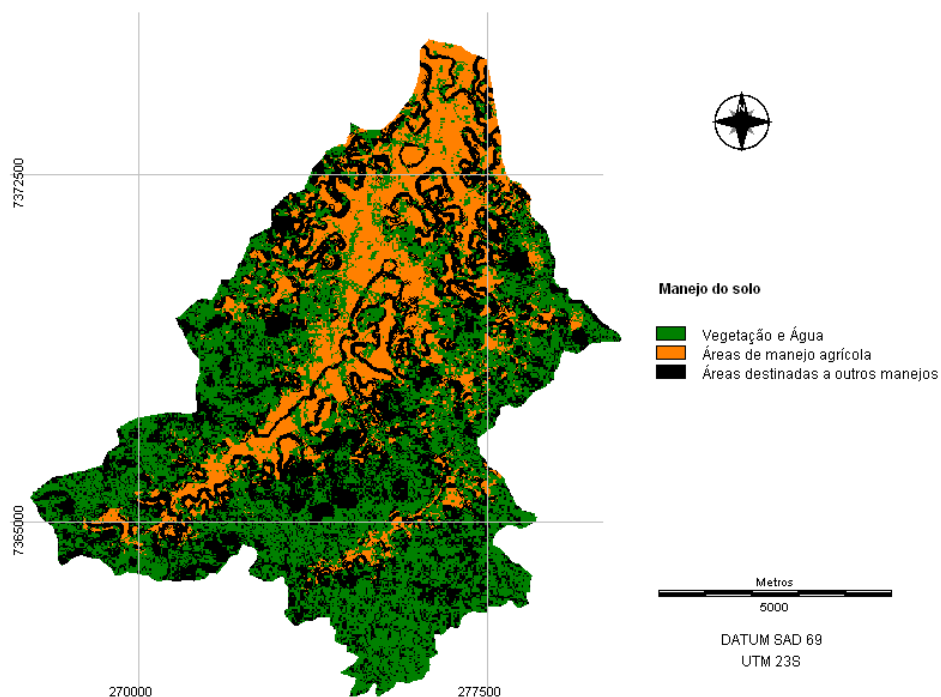 7372500
7365000
270000
277500
N
Manejo do solo
Vegetação e Água
Áreas de manejo agrícola
Áreas destinadas a outros manejos
Metros
5000
DATUM SAD 69
UTM 23S